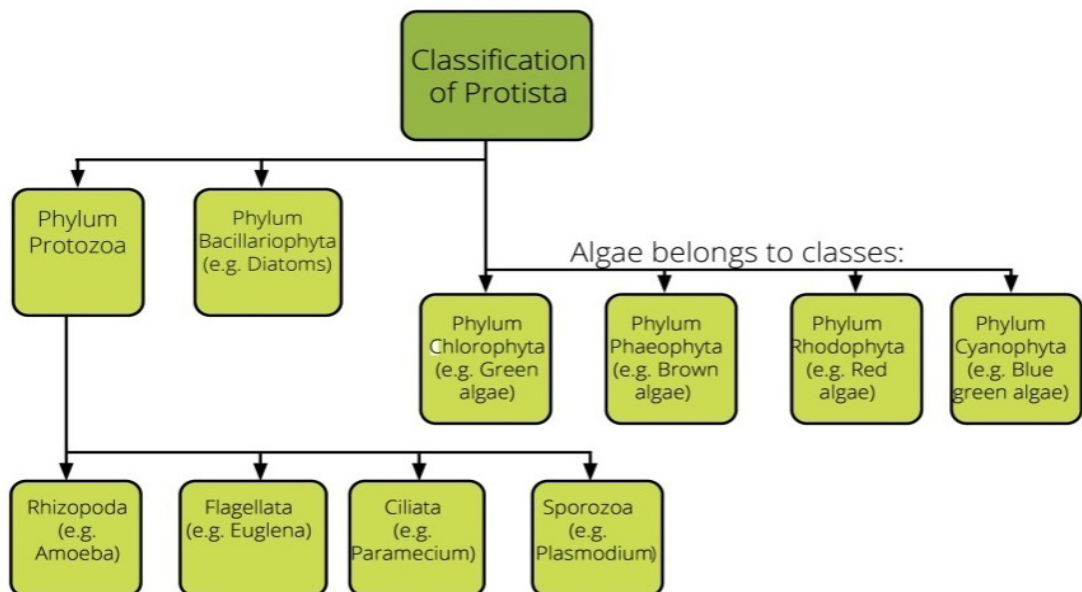 Classification
of Protista
Phylum
Protozoa
Phylum
Bacillariophyta
(e.g. Diatoms)
Algae belongs to classes:
Phylum
Chlorophyta
(e.g. Green
algae)
Phylum
Phaeophyta
(e.g. Brown
algae)
Phylum
Rhodophyta
(e.g. Red
algae)
Phylum
Cyanophyta
(e.g. Blue
green algae)
Rhizopoda
(e.g.
Amoeba)
Flagellata
(e.g. Euglena)
Ciliata
(e.g.
Paramecium)
Sporozoa
(e.g.
Plasmodium)